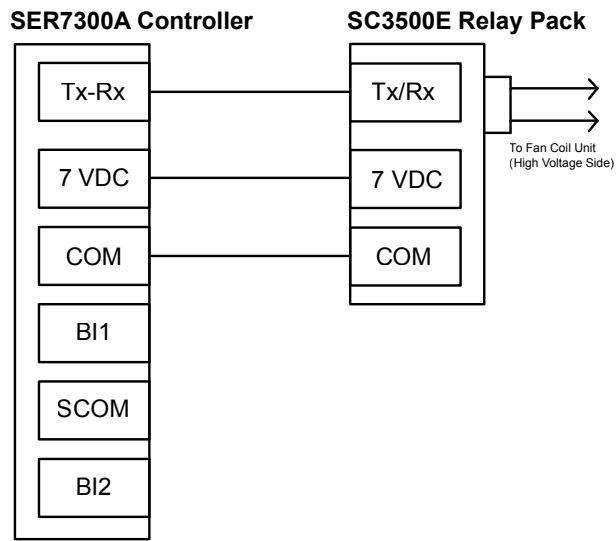 SER7300A Controller
SC3500E Relay Pack
Tx-Rx
Tx/Rx
To Fan Coil Unit
(High Voltage Side)
7 VDC
7 VDC
COM
COM
BI1
SCOM
BI2